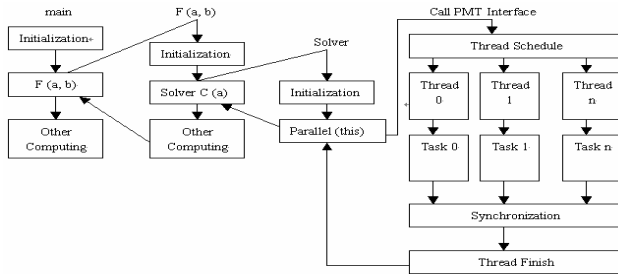 main
Initialization
F (a, b)
Other
Computing
F (a, b)
Initialization
Solver C (a)
Other
Computing
Solver
Initialization
Parallel (this)
Call PMT Interface
Thread Schedule
Thread
0
Thread
1
Thread
n
Task 0
Task 1
Task n
Synchronization
Thread Finish